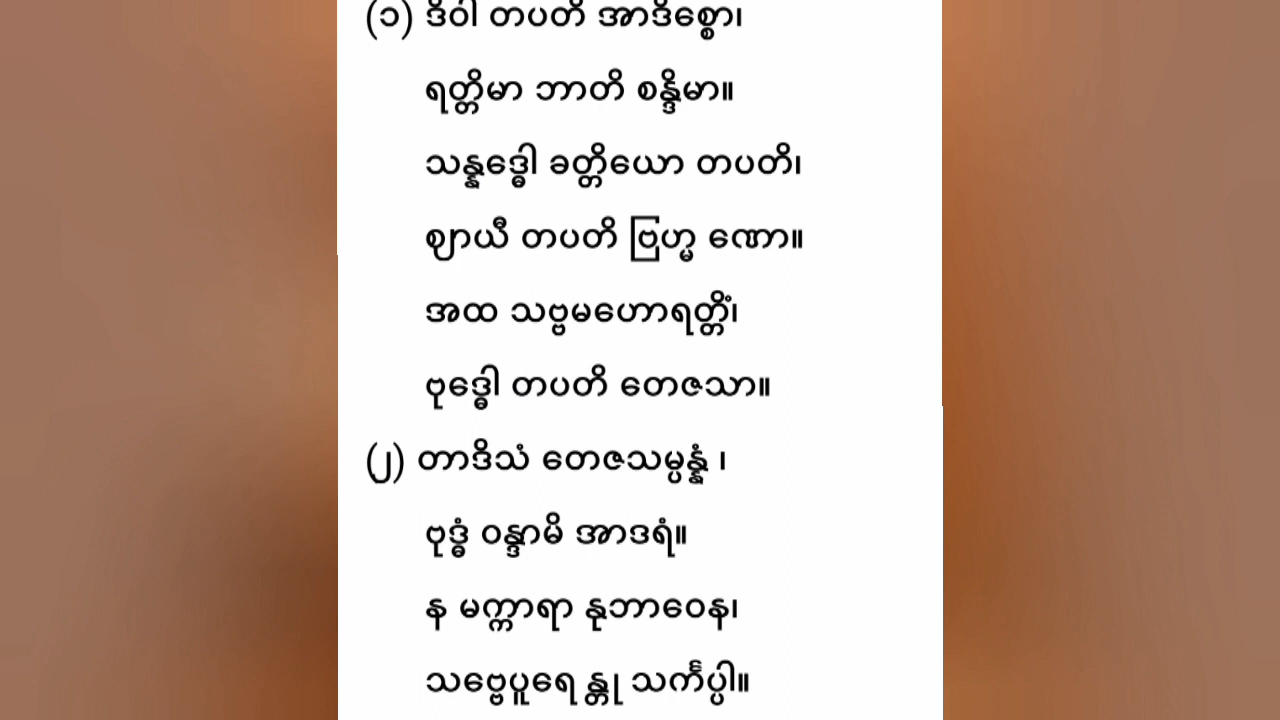 (၁) ဒိဝါ တပတိ အာဒိစ္စော၊
ရတ္တိမာ ဘာတိ စန္ဒိမာ။
သန္နဒ္ဓေါ ခတ္တိယော တပတိ၊
ဈာယီ တပတိ ဗြဟ္မ ဏော။
အထ သဗ္ဗမဟောရတ္တိံ၊
ဗုဒ္ဓေါ တပတိ တေဇသာ။
(၂) တာဒိသံ တေဇသမ္ပန္နံ ၊
ဗုဒ္ဓံ ဝန္ဒာမိ အာဒရံ။
န မက္ကာရာ နုဘာဝေန၊
သဗ္ဗေပူရေ န္တု သင်္ကပ္ပါ။